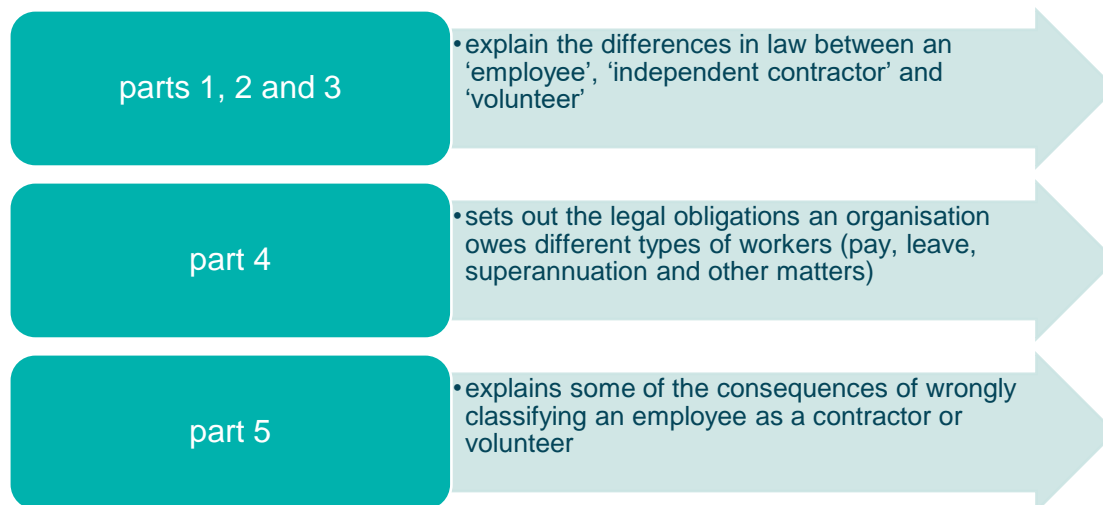 parts 1, 2 and 3
•explain the differences in law between an
‘employee’, ‘independent contractor’ and
‘volunteer’
part 4
•sets out the legal obligations an organisation
owes different types of workers (pay, leave,
superannuation and other matters)
part 5
•explains some of the consequences of wrongly
classifying an employee as a contractor or
volunteer